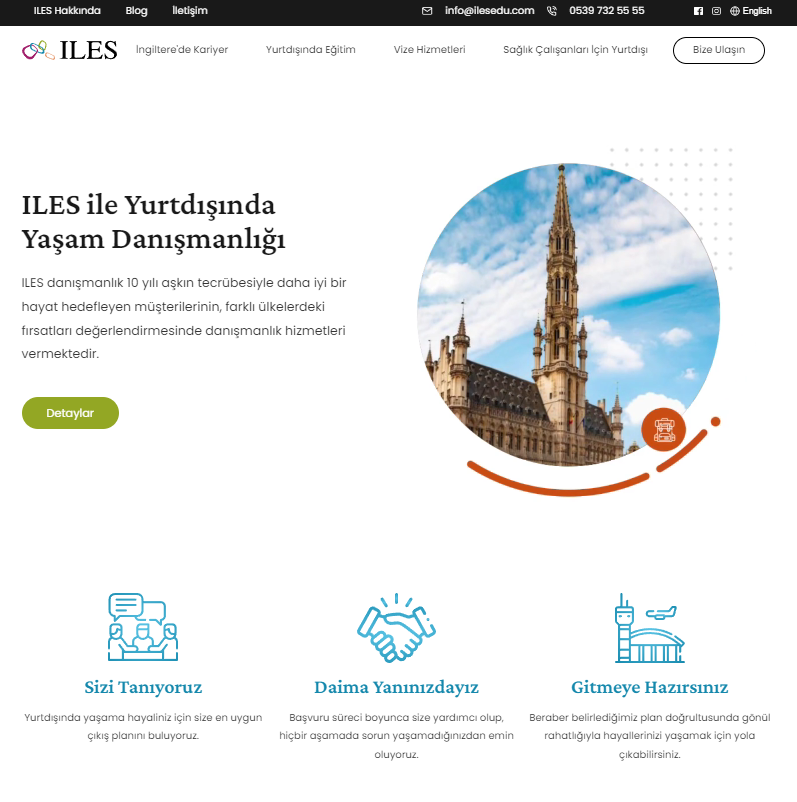 ILES Hakkında Blog İletişim info@ilesedu.com 0539 732 55 55 English
ILES İngiltere'de Kariyer Yurtdışında Eğitim Vize Hizmetleri Sağlık Çalışanları İçin Yurtdışı Bize Ulaşın
ILES ile Yurtdışında
Yaşam Danışmanlığı
ILES danışmanlık 10 yılı aşkın tecrübesiyle daha iyi bir
hayat hedefleyen müşterilerinin, farklı ülkelerdeki
fırsatları değerlendirmesinde danışmanlık hizmetleri
vermektedir.
Detaylar
Sizi Tanıyoruz
Yurtdışında yaşama hayaliniz için size en uygun
çıkış planını buluyoruz.
Daima Yanınızdayız
Başvuru süreci boyunca size yardımcı olup,
hiçbir aşamada sorun yaşamadığınızdan emin
oluyoruz.
Gitmeye Hazırsınız
Beraber belirlediğimiz plan doğrultusunda gönül
rahatlığıyla hayallerinizi yaşamak için yola
çıkabilirsiniz.